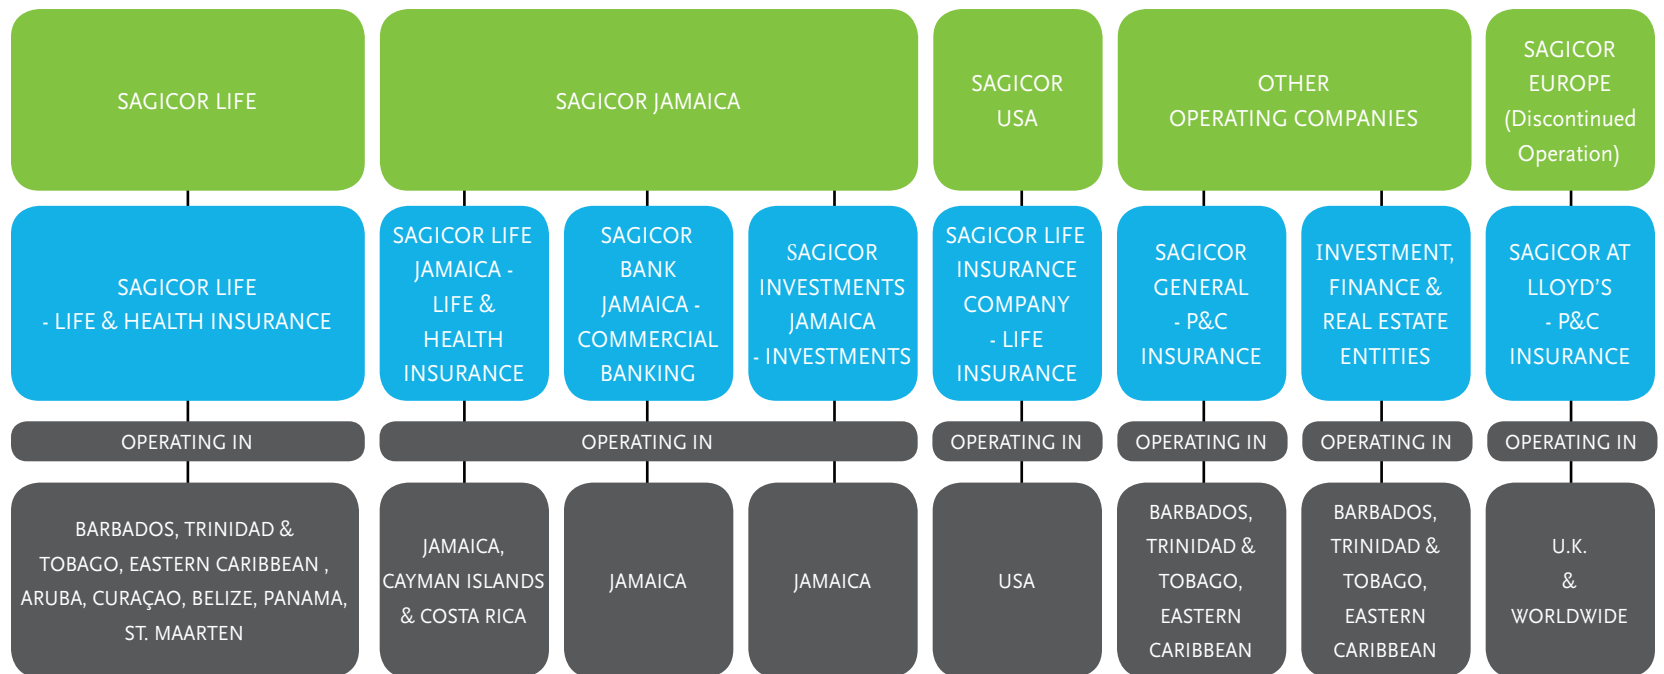 SAGICOR LIFE
SAGICOR JAMAICA
SAGICOR
USA
OTHER
OPERATING COMPANIES
SAGICOR
EUROPE
(Discontinued
Operation)
SAGICOR LIFE
- LIFE & HEALTH INSURANCE
SAGICOR LIFE
JAMAICA -
LIFE &
HEALTH
INSURANCE
SAGICOR
BANK
JAMAICA -
COMMERCIAL
BANKING
SAGICOR
INVESTMENTS
JAMAICA
- INVESTMENTS
SAGICOR LIFE
INSURANCE
COMPANY
- LIFE
INSURANCE
SAGICOR
GENERAL
- P&C
INSURANCE
INVESTMENT,
FINANCE &
REAL ESTATE
ENTITIES
SAGICOR AT
LLOYD'S
- P&C
INSURANCE
OPERATING IN
OPERATING IN
OPERATING IN
OPERATING IN
OPERATING IN
OPERATING IN
BARBADOS, TRINIDAD &
TOBAGO, EASTERN CARIBBEAN ,
ARUBA, CURAÇAO, BELIZE, PANAMA,
ST. MAARTEN
JAMAICA,
CAYMAN ISLANDS
& COSTA RICA
JAMAICA
JAMAICA
USA
BARBADOS,
TRINIDAD &
TOBAGO,
EASTERN
CARIBBEAN
BARBADOS,
TRINIDAD &
TOBAGO,
EASTERN
CARIBBEAN
U.K.
&
WORLDWIDE